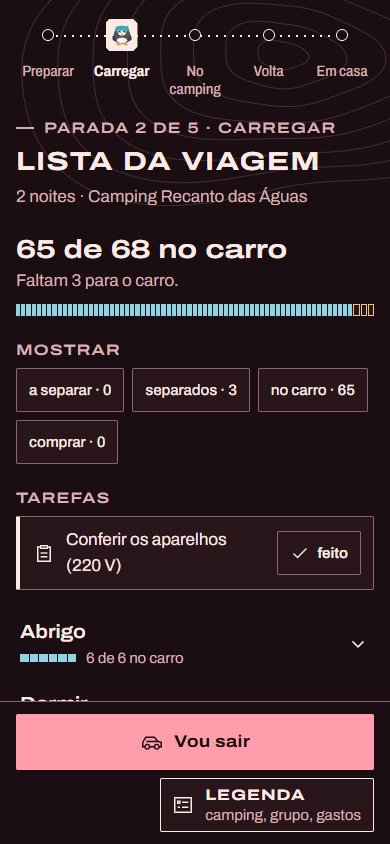 Preparar
Carregar
No
camping
Volta
Em casa
PARADA 2 DE 5 · CARREGAR
LISTA DA VIAGEM
2 noites · Camping Recanto das Águas
65 de 68 no carro
Faltam 3 para o carro.
MOSTRAR
a separar · 0
separados · 3
no carro · 65
comprar · 0
TAREFAS
Conferir os aparelhos
(220 V)
feito
Abrigo
6 de 6 no carro
Vou sair
LEGENDA
camping, grupo, gastos